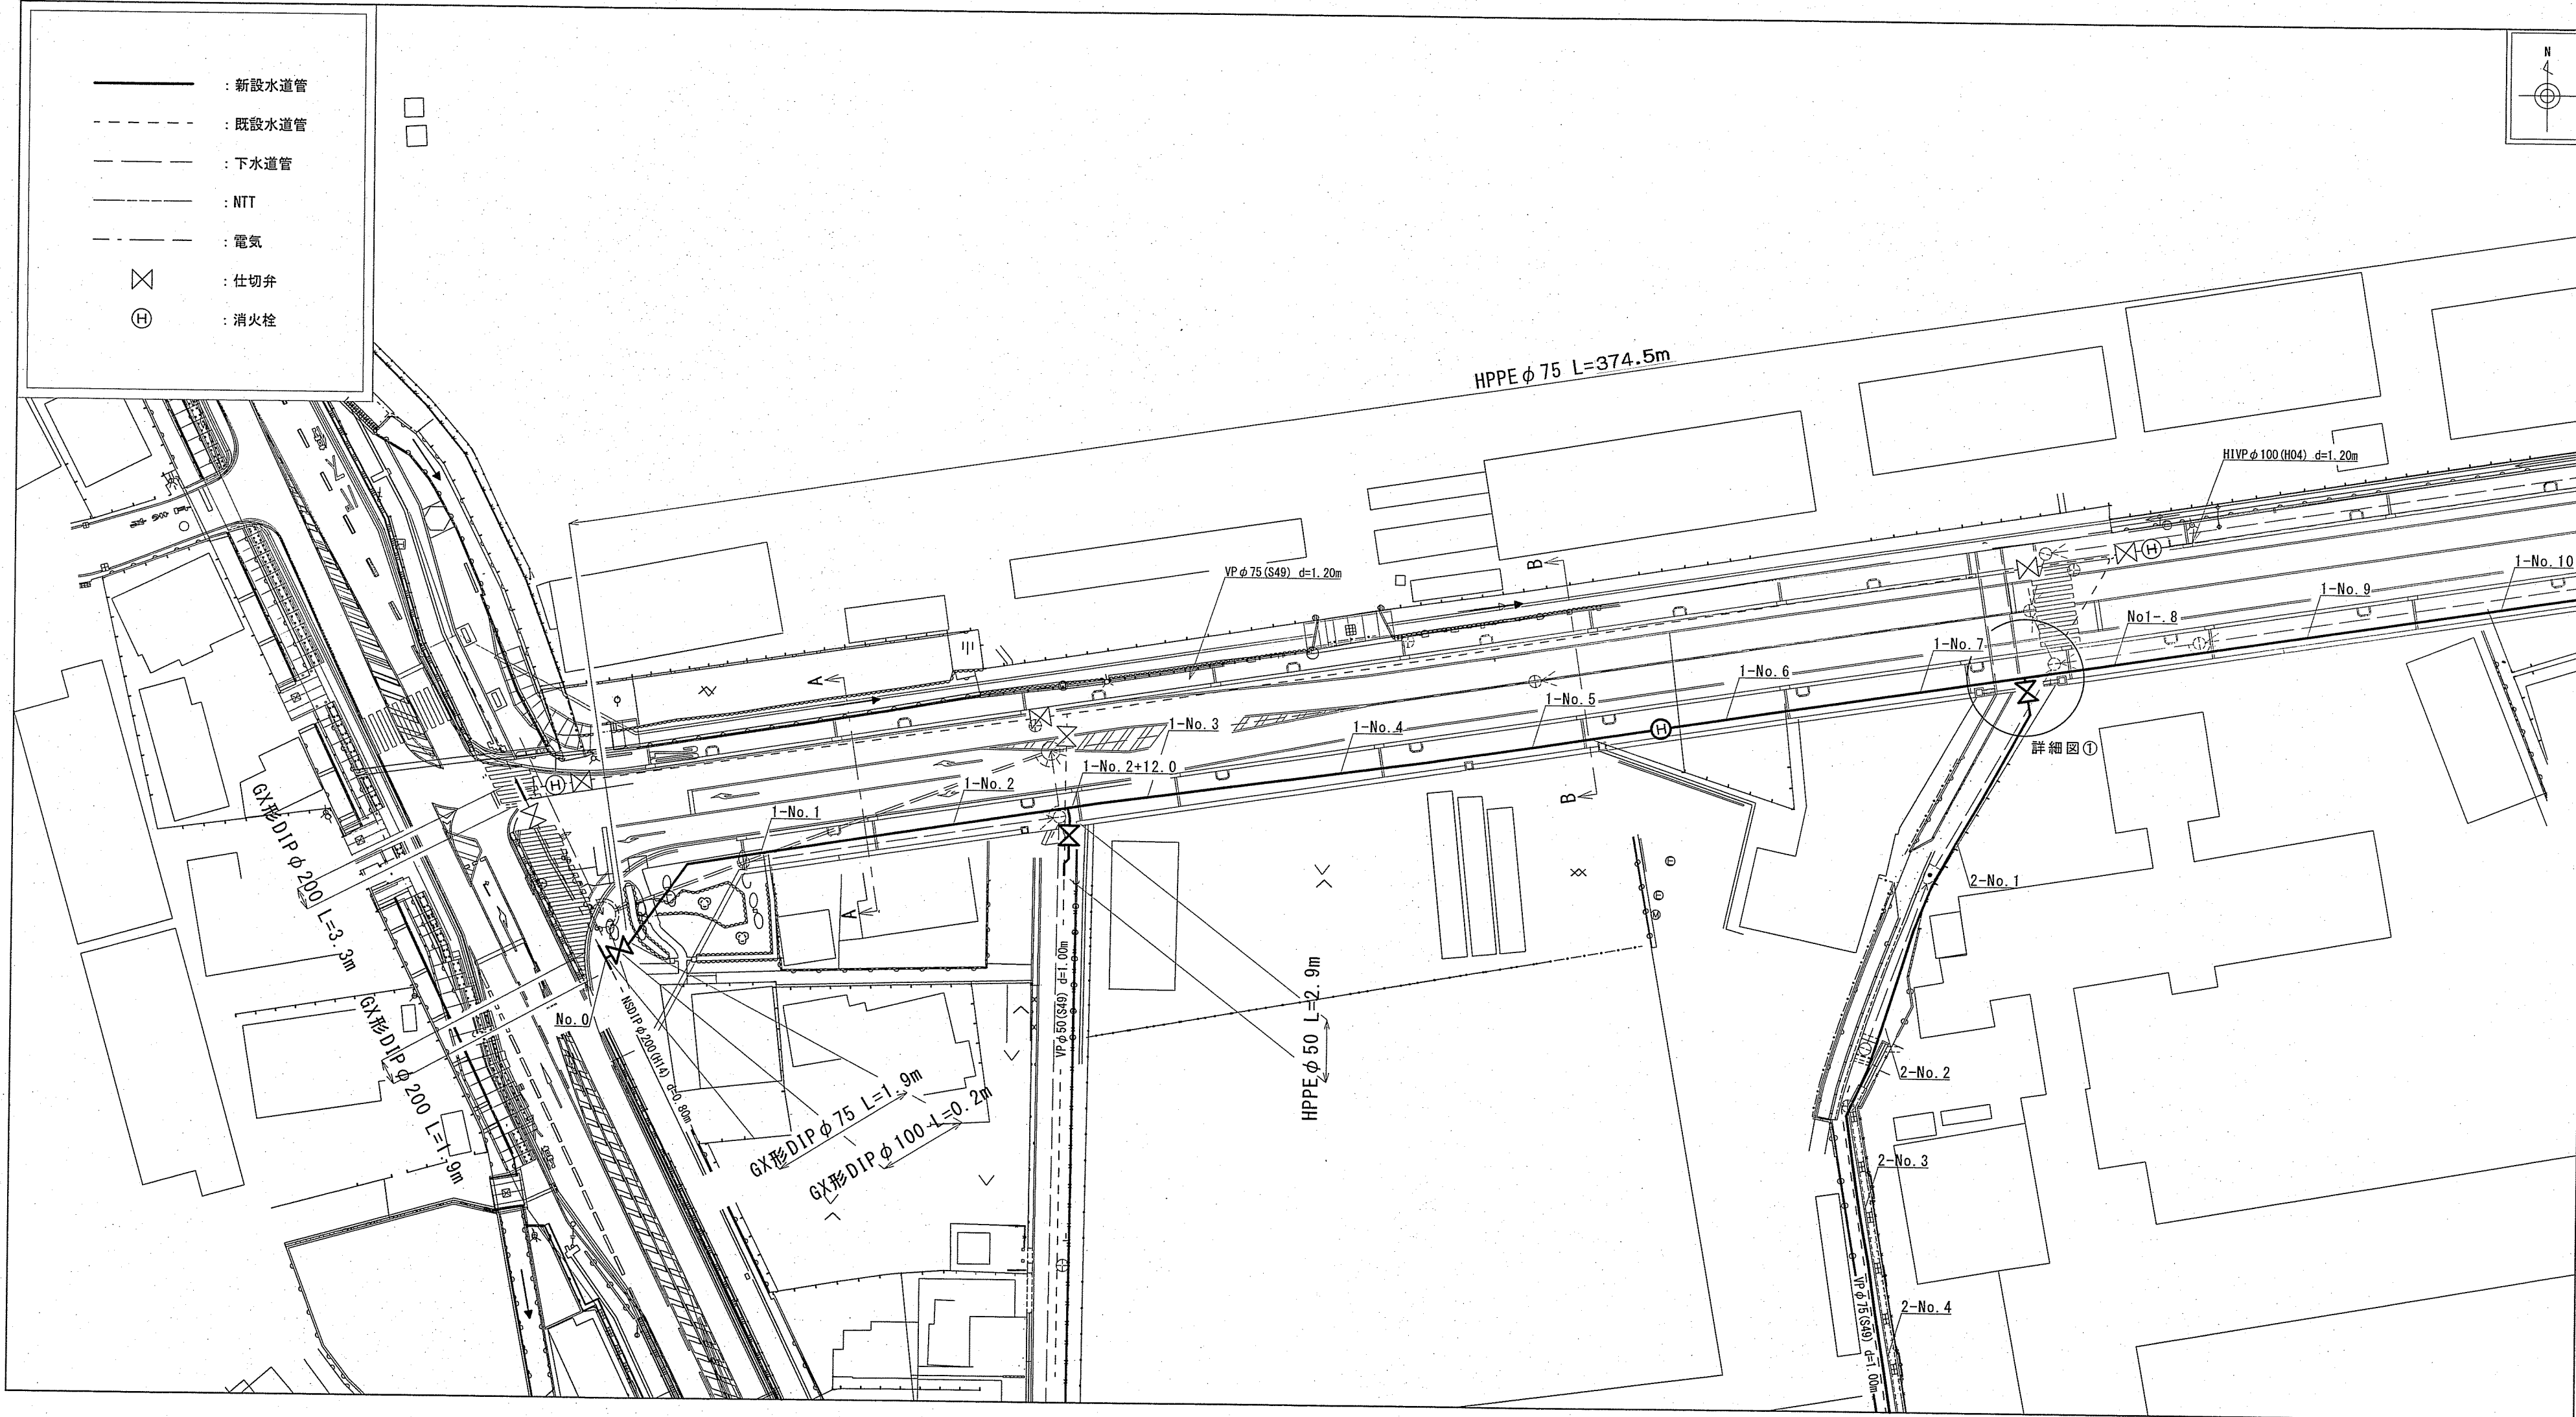 ：新設水道管
：既設水道管
：下水道管
：NTT
：電気
：仕切弁
Ⓗ ：消火栓
N
HPPEφ75 L=374.5m
HIVPφ100(H04) d=1.20m
VPφ75(S49) d=1.20m
B
A
H
1-No.10
1-No.9
No1-.8
1-No.7
1-No.6
1-No.5
1-No.4
1-No.3
1-No.2+12.0
1-No.2
1-No.1
H
H
詳細図①
B
A
No.0
GX形DIPφ200 L=3.3m
GX形DIPφ200 L=1.9m
NSDIPφ200(H14) d=0.80m
GX形DIPφ75 L=1.9m
GX形DIPφ100 L=0.2m
VPφ50(S49) d=1.00m
HPPEφ50 L=2.9m
2-No.1
2-No.2
2-No.3
2-No.4
VPφ75(S49) d=1.00m